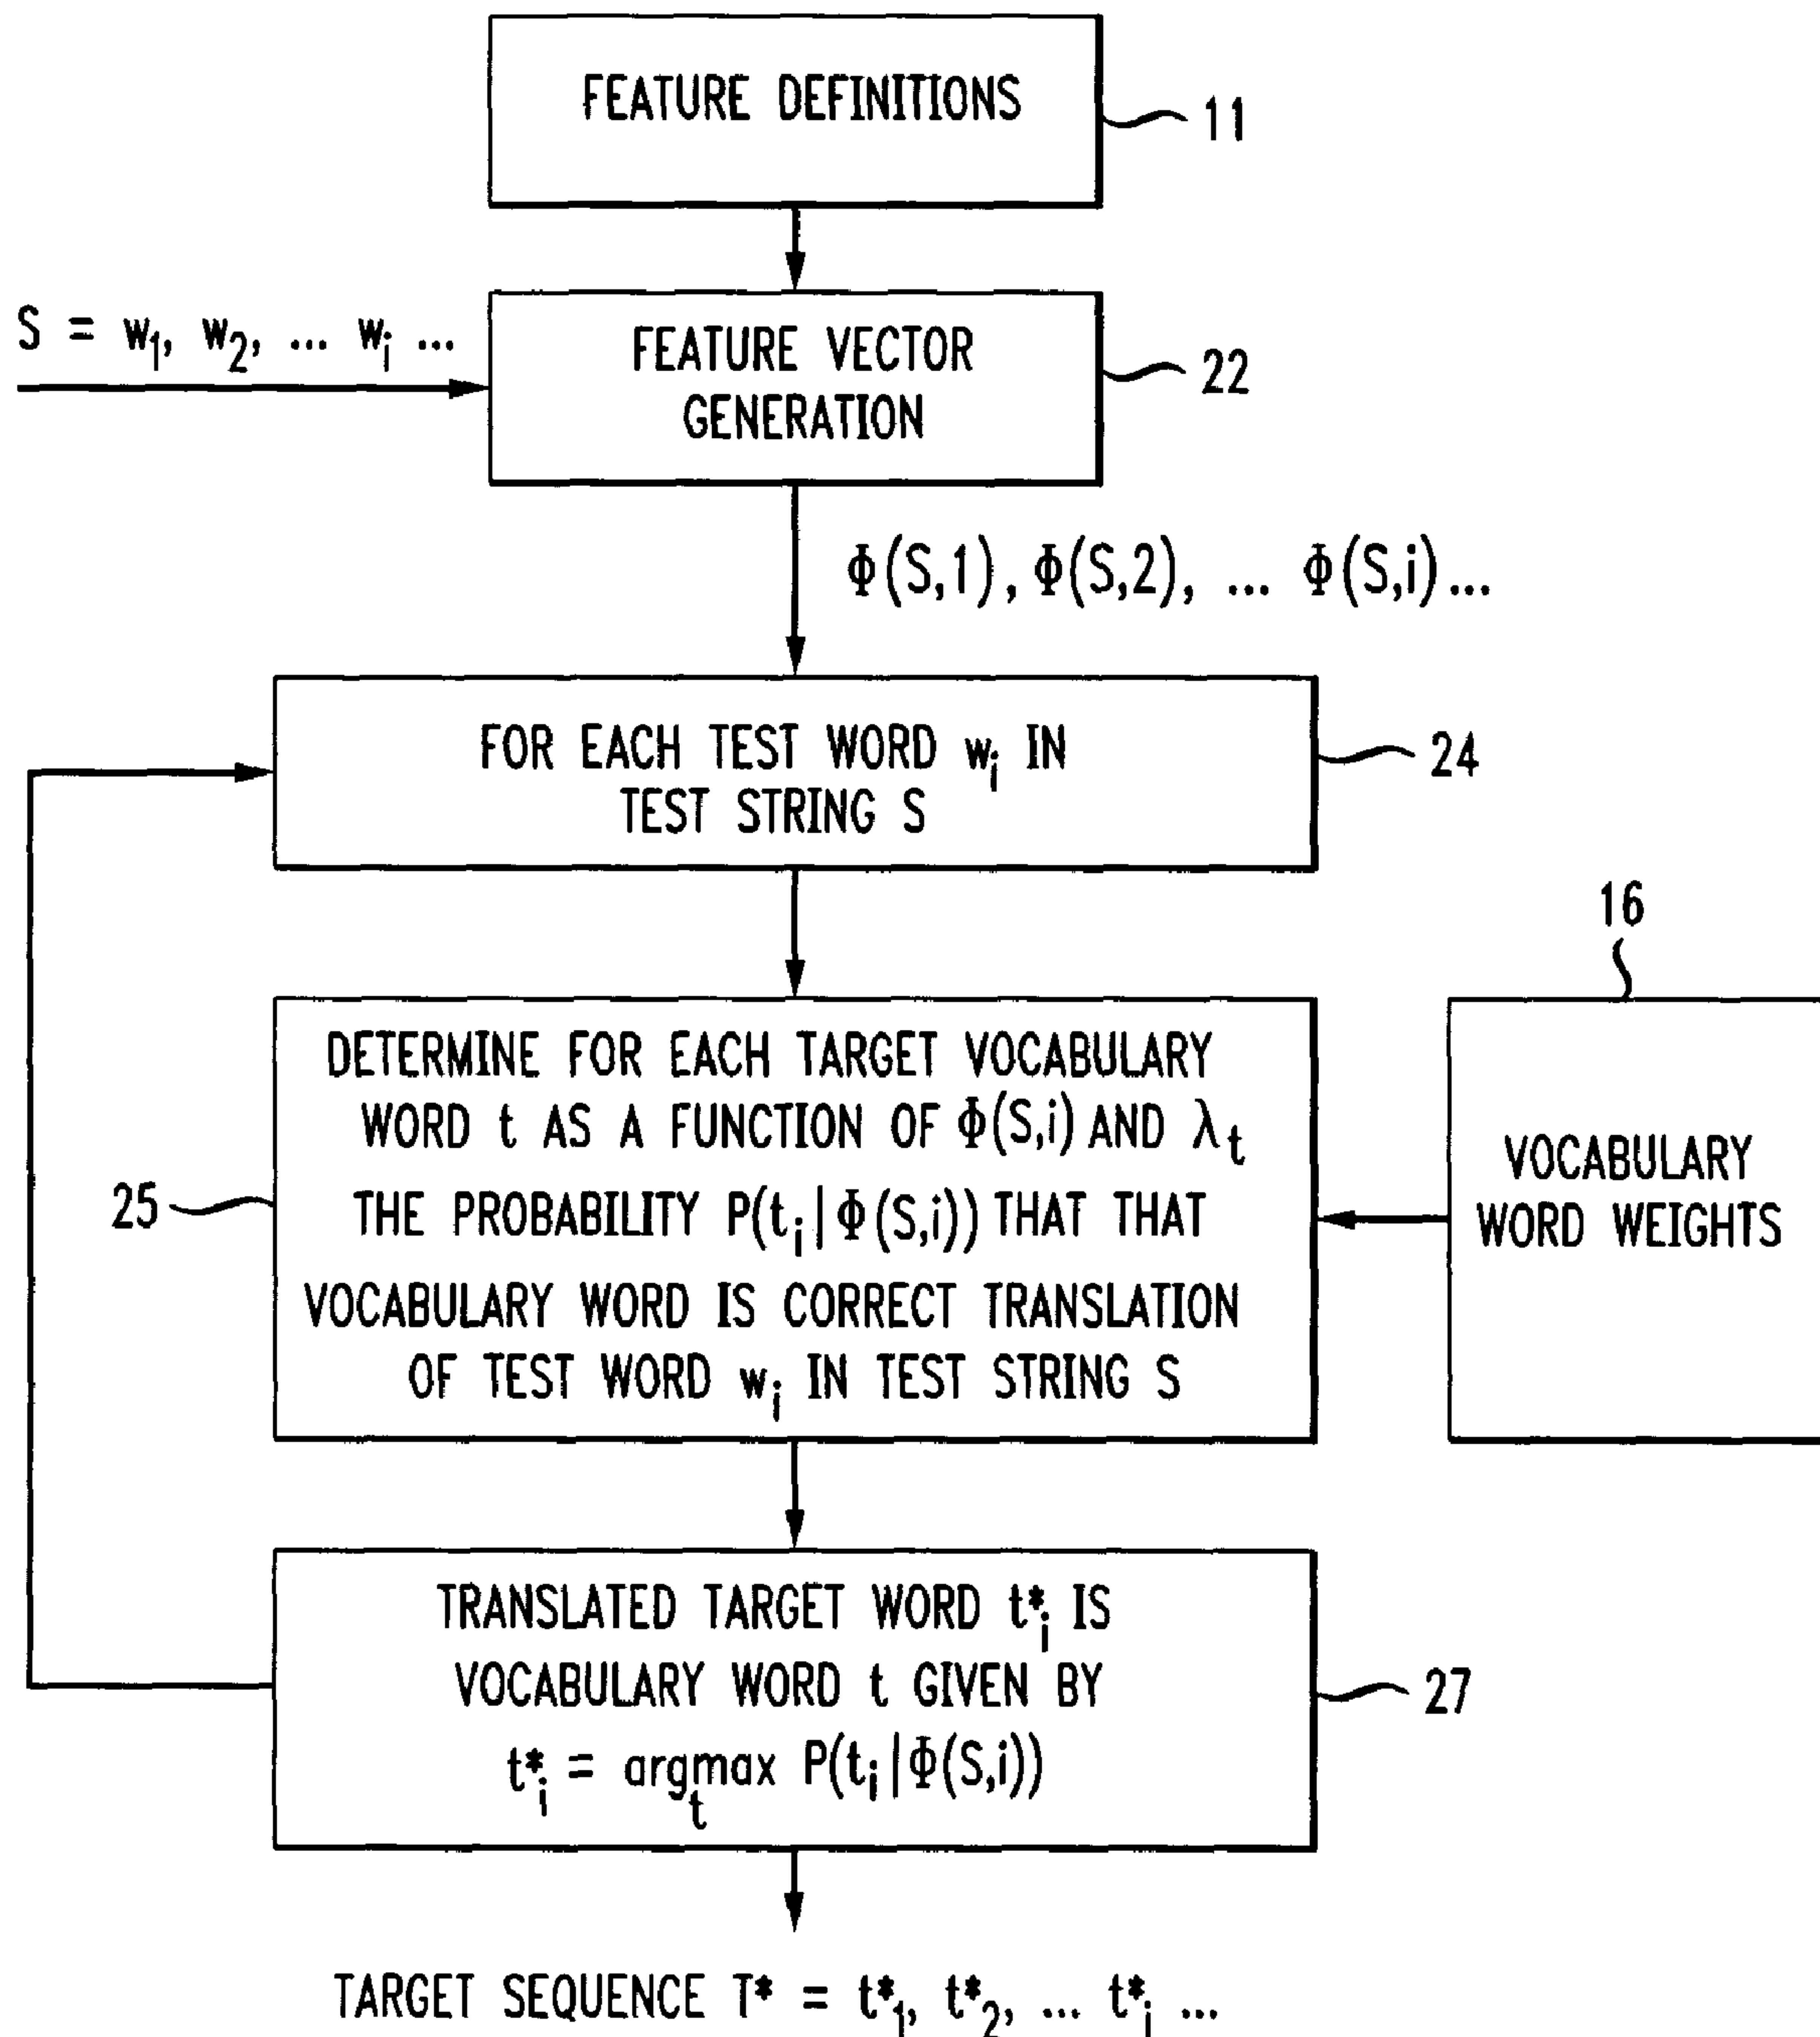 FEATURE DEFINITIONS
11
S = w₁, w₂, ... wᵢ ...
FEATURE VECTOR
GENERATION
22
Φ(S,1), Φ(S,2), ... Φ(S,i)...
FOR EACH TEST WORD wᵢ IN
TEST STRING S
24
16
DETERMINE FOR EACH TARGET VOCABULARY
WORD t AS A FUNCTION OF Φ(S,i) AND λₜ
THE PROBABILITY P(tᵢ|Φ(S,i)) THAT THAT
VOCABULARY WORD IS CORRECT TRANSLATION
OF TEST WORD wᵢ IN TEST STRING S
25
VOCABULARY
WORD WEIGHTS
TRANSLATED TARGET WORD t*ᵢ IS
VOCABULARY WORD t GIVEN BY
t*ᵢ = argmax P(tᵢ|Φ(S,i))
t
27
TARGET SEQUENCE T* = t*₁, t*₂, ... t*ᵢ ...